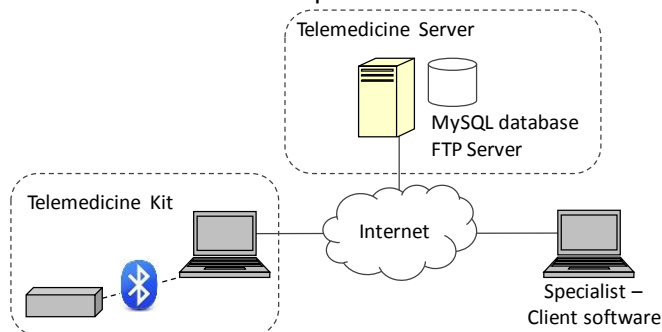 Telemedicine Server
MySQL database
FTP Server
Telemedicine Kit
Internet
Specialist –
Client software